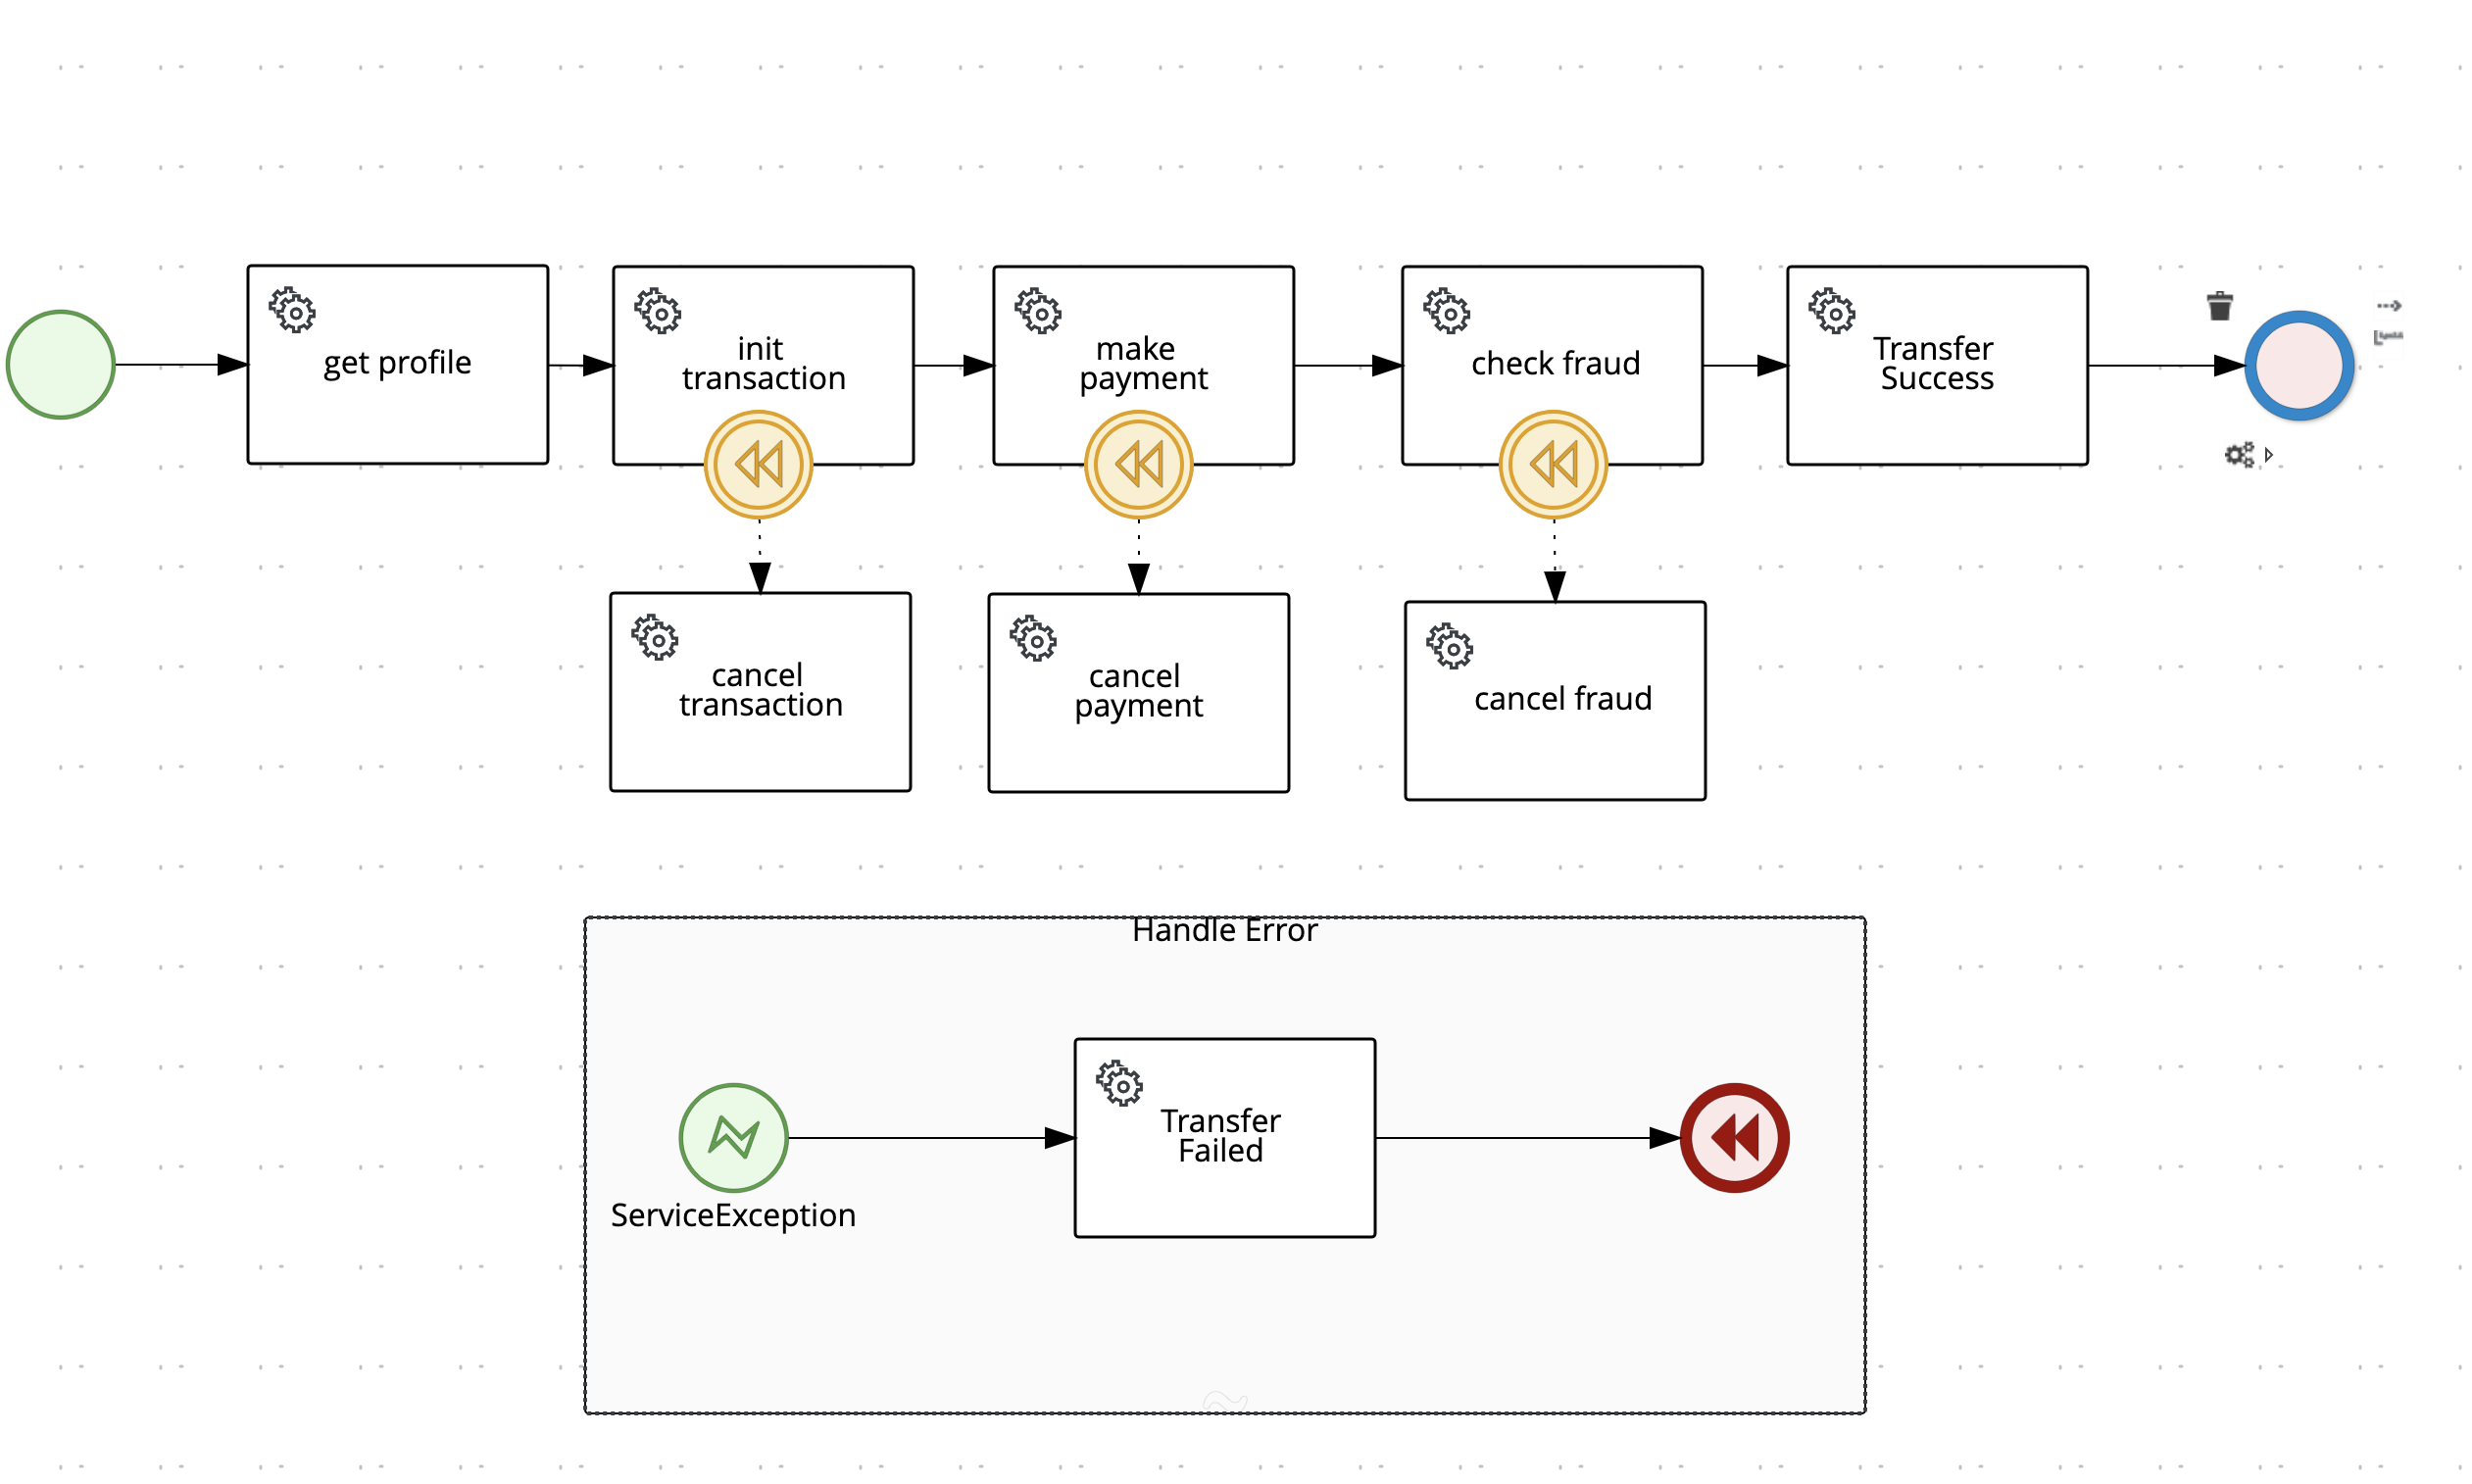 get profile
init
transaction
make
payment
check fraud
Transfer
Success
cancel
transaction
cancel
payment
cancel fraud
Handle Error
Transfer
Failed
ServiceException